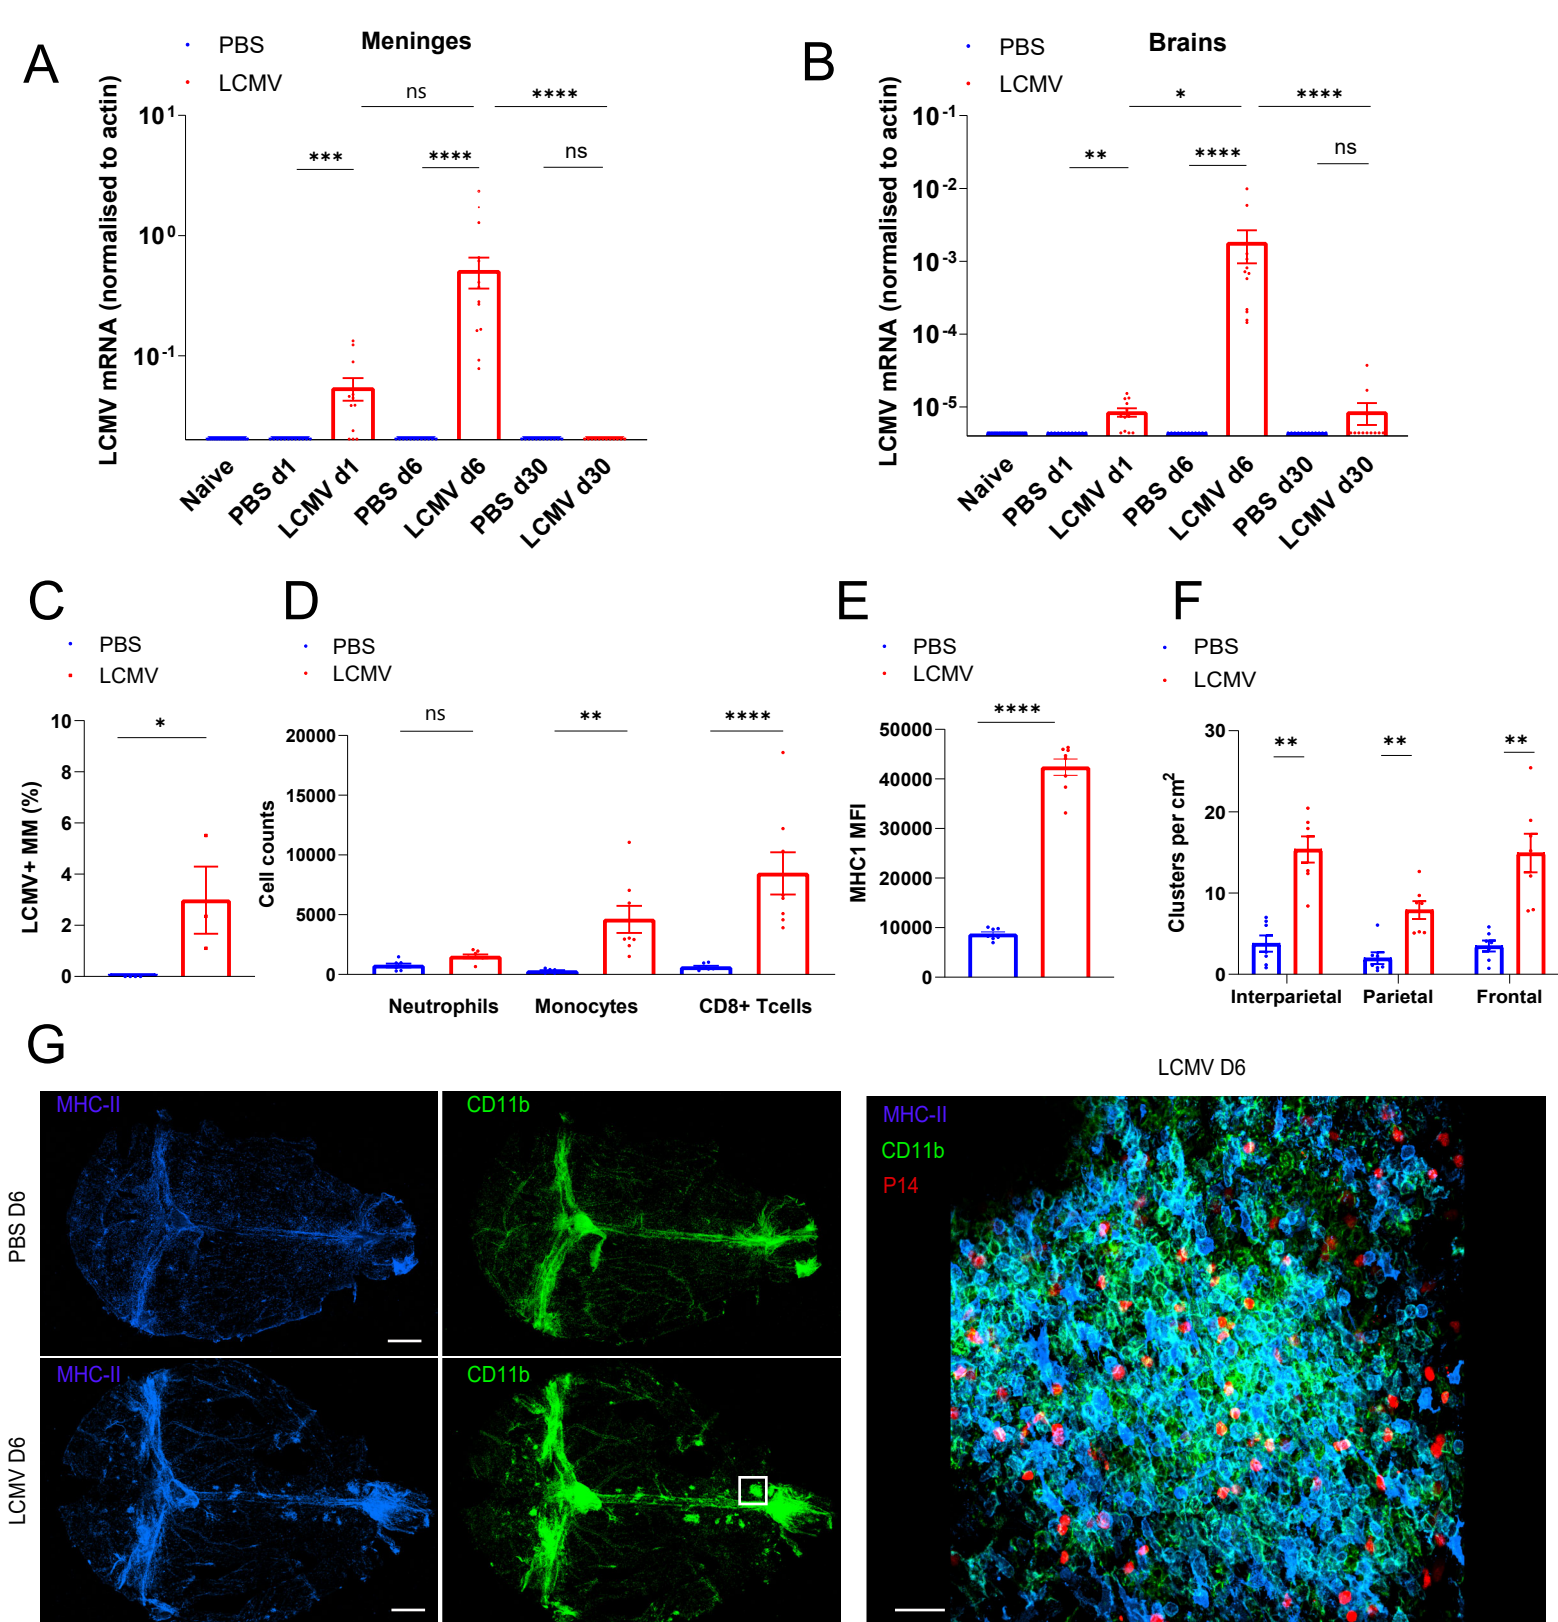 A
PBS
LCMV
Meninges
LCMV mRNA (normalised to actin)
10¹
10⁰
10⁻¹
ns
****
***
****
ns
Naive
PBS d1
LCMV d1
PBS d6
LCMV d6
PBS d30
LCMV d30
B
PBS
LCMV
Brains
LCMV mRNA (normalised to actin)
10⁻¹
10⁻²
10⁻³
10⁻⁴
10⁻⁵
*
****
**
****
ns
Naive
PBS d1
LCMV d1
PBS d6
LCMV d6
PBS d30
LCMV d30
C
PBS
LCMV
LCMV+ MM (%)
10
8
6
4
2
0
*
D
PBS
LCMV
Cell counts
20000
15000
10000
5000
0
ns
**
****
Neutrophils
Monocytes
CD8+ Tcells
E
PBS
LCMV
MHC1 MFI
50000
40000
30000
20000
10000
0
****
F
PBS
LCMV
Clusters per cm²
30
20
10
0
**
**
**
Interparietal
Parietal
Frontal
G
PBS D6
MHC-II
CD11b
LCMV D6
MHC-II
CD11b
LCMV D6
MHC-II
CD11b
P14